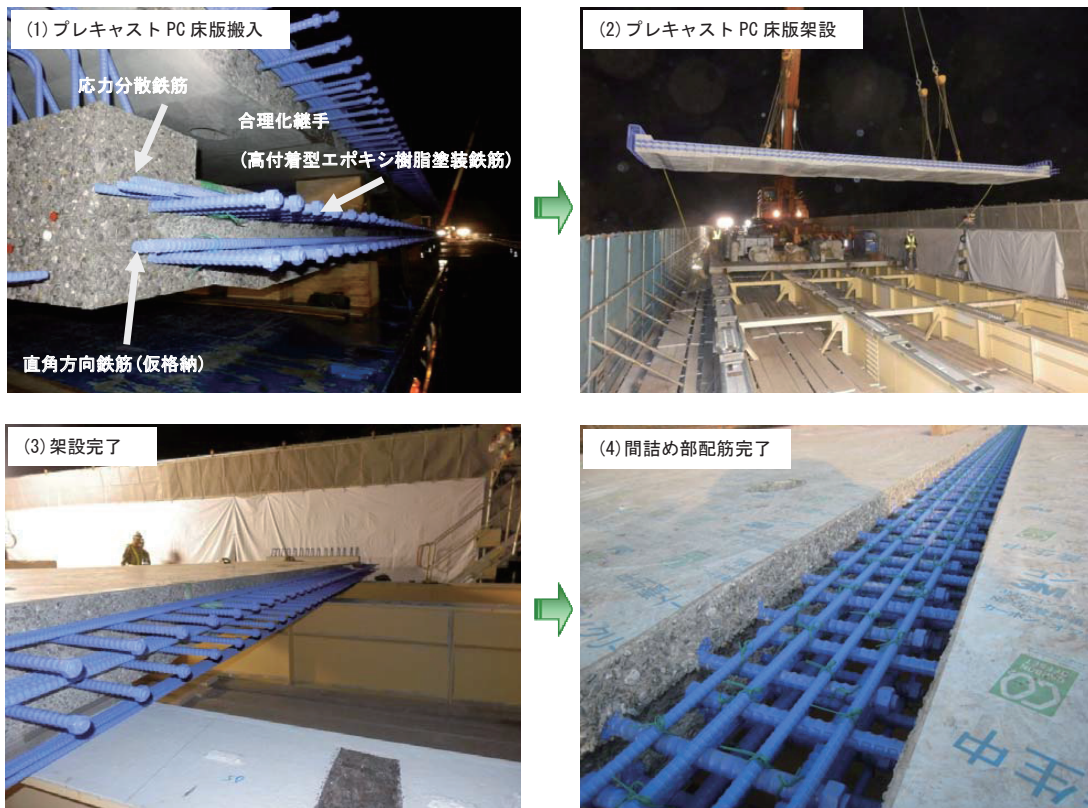 (1) プレキャスト PC 床版搬入
応力分散鉄筋
合理化継手
(高付着型エポキシ樹脂塗装鉄筋)
直角方向鉄筋(仮格納)
(2) プレキャスト PC 床版架設
(3) 架設完了
(4) 間詰め部配筋完了
生中